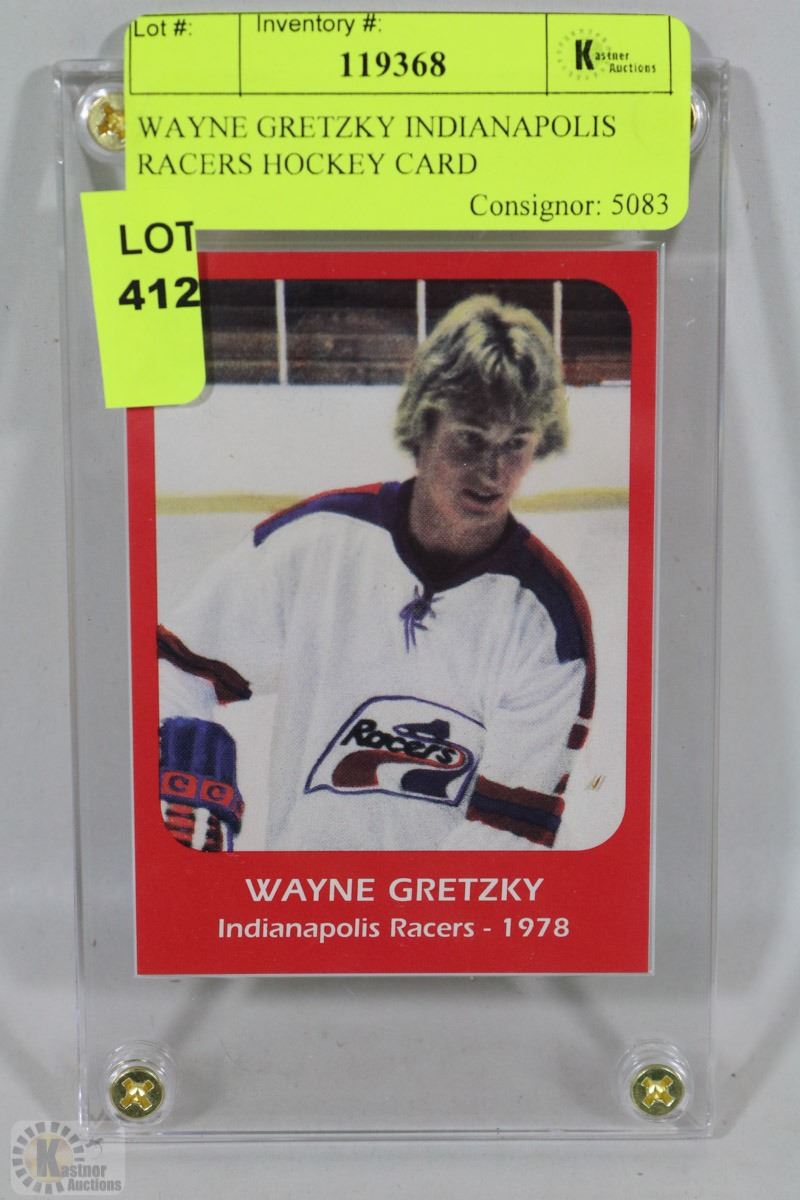 Lot #:
Inventory #:
119368
Kastner
Auctions
WAYNE GRETZKY INDIANAPOLIS
RACERS HOCKEY CARD
Consignor: 5083
LOT
412
Racers
CC
WAYNE GRETZKY
Indianapolis Racers - 1978
Kastner
Auctions